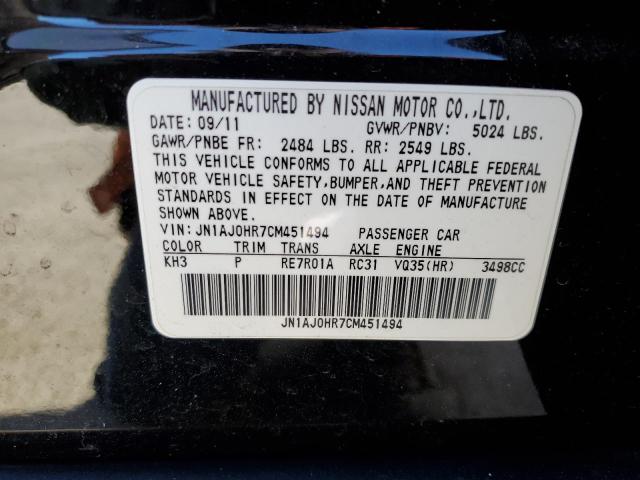 MANUFACTURED BY NISSAN MOTOR CO.,LTD.
DATE: 09/11 GVWR/PNBV: 5024 LBS.
GAWR/PNBE FR: 2484 LBS. RR: 2549 LBS.
THIS VEHICLE CONFORMS TO ALL APPLICABLE FEDERAL
MOTOR VEHICLE SAFETY,BUMPER,AND THEFT PREVENTION
STANDARDS IN EFFECT ON THE DATE OF MANUFACTURE
SHOWN ABOVE.
VIN: JN1AJ0HR7CM451494 PASSENGER CAR
COLOR TRIM TRANS AXLE ENGINE
KH3 P RE7R01A RC31 VQ35(HR) 3498CC
JN1AJ0HR7CM451494